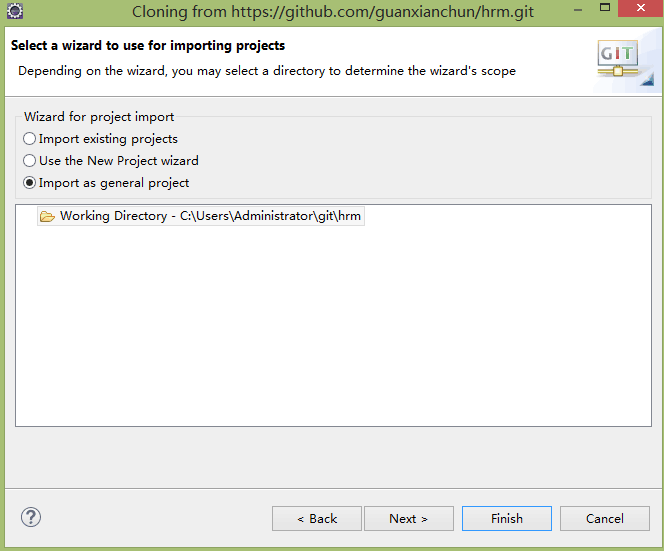 Cloning from https://github.com/guanxianchun/hrm.git
Select a wizard to use for importing projects
Depending on the wizard, you may select a directory to determine the wizard's scope
GIT
Wizard for project import
Import existing projects
Use the New Project wizard
Import as general project
Working Directory - C:\Users\Administrator\git\hrm
? < Back Next > Finish Cancel